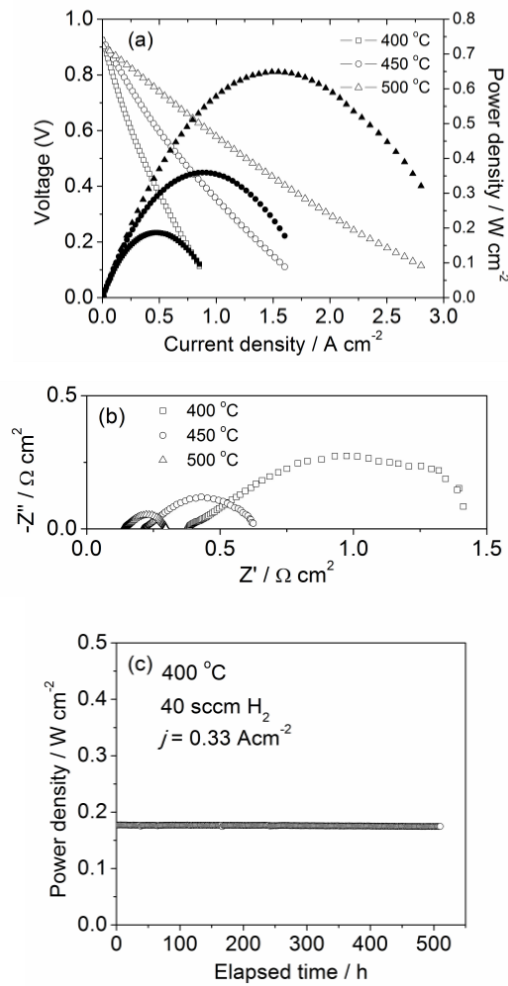 (a)
400 °C
450 °C
500 °C
1.0
0.8
0.6
0.4
0.2
0.0
Voltage (V)
0.8
0.7
0.6
0.5
0.4
0.3
0.2
0.1
0.0
Power density / W cm-2
0.0 0.5 1.0 1.5 2.0 2.5 3.0
Current density / A cm-2
(b)
400 °C
450 °C
500 °C
0.5
0.0
-Z" / Ω cm2
0.0 0.5 1.0 1.5
Z' / Ω cm2
(c)
400 °C
40 sccm H2
j = 0.33 Acm-2
0.5
0.4
0.3
0.2
0.1
0.0
Power density / W cm-2
0 100 200 300 400 500
Elapsed time / h